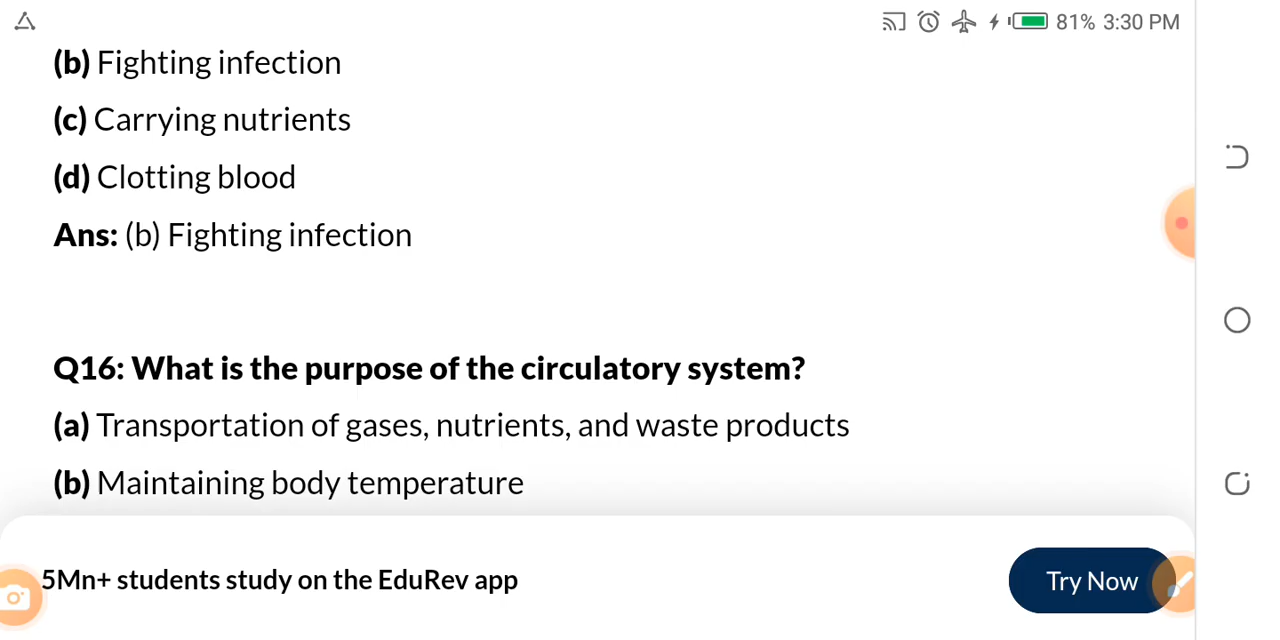 81% 3:30 PM
(b) Fighting infection
(c) Carrying nutrients
(d) Clotting blood
Ans: (b) Fighting infection
Q16: What is the purpose of the circulatory system?
(a) Transportation of gases, nutrients, and waste products
(b) Maintaining body temperature
5Mn+ students study on the EduRev app
Try Now